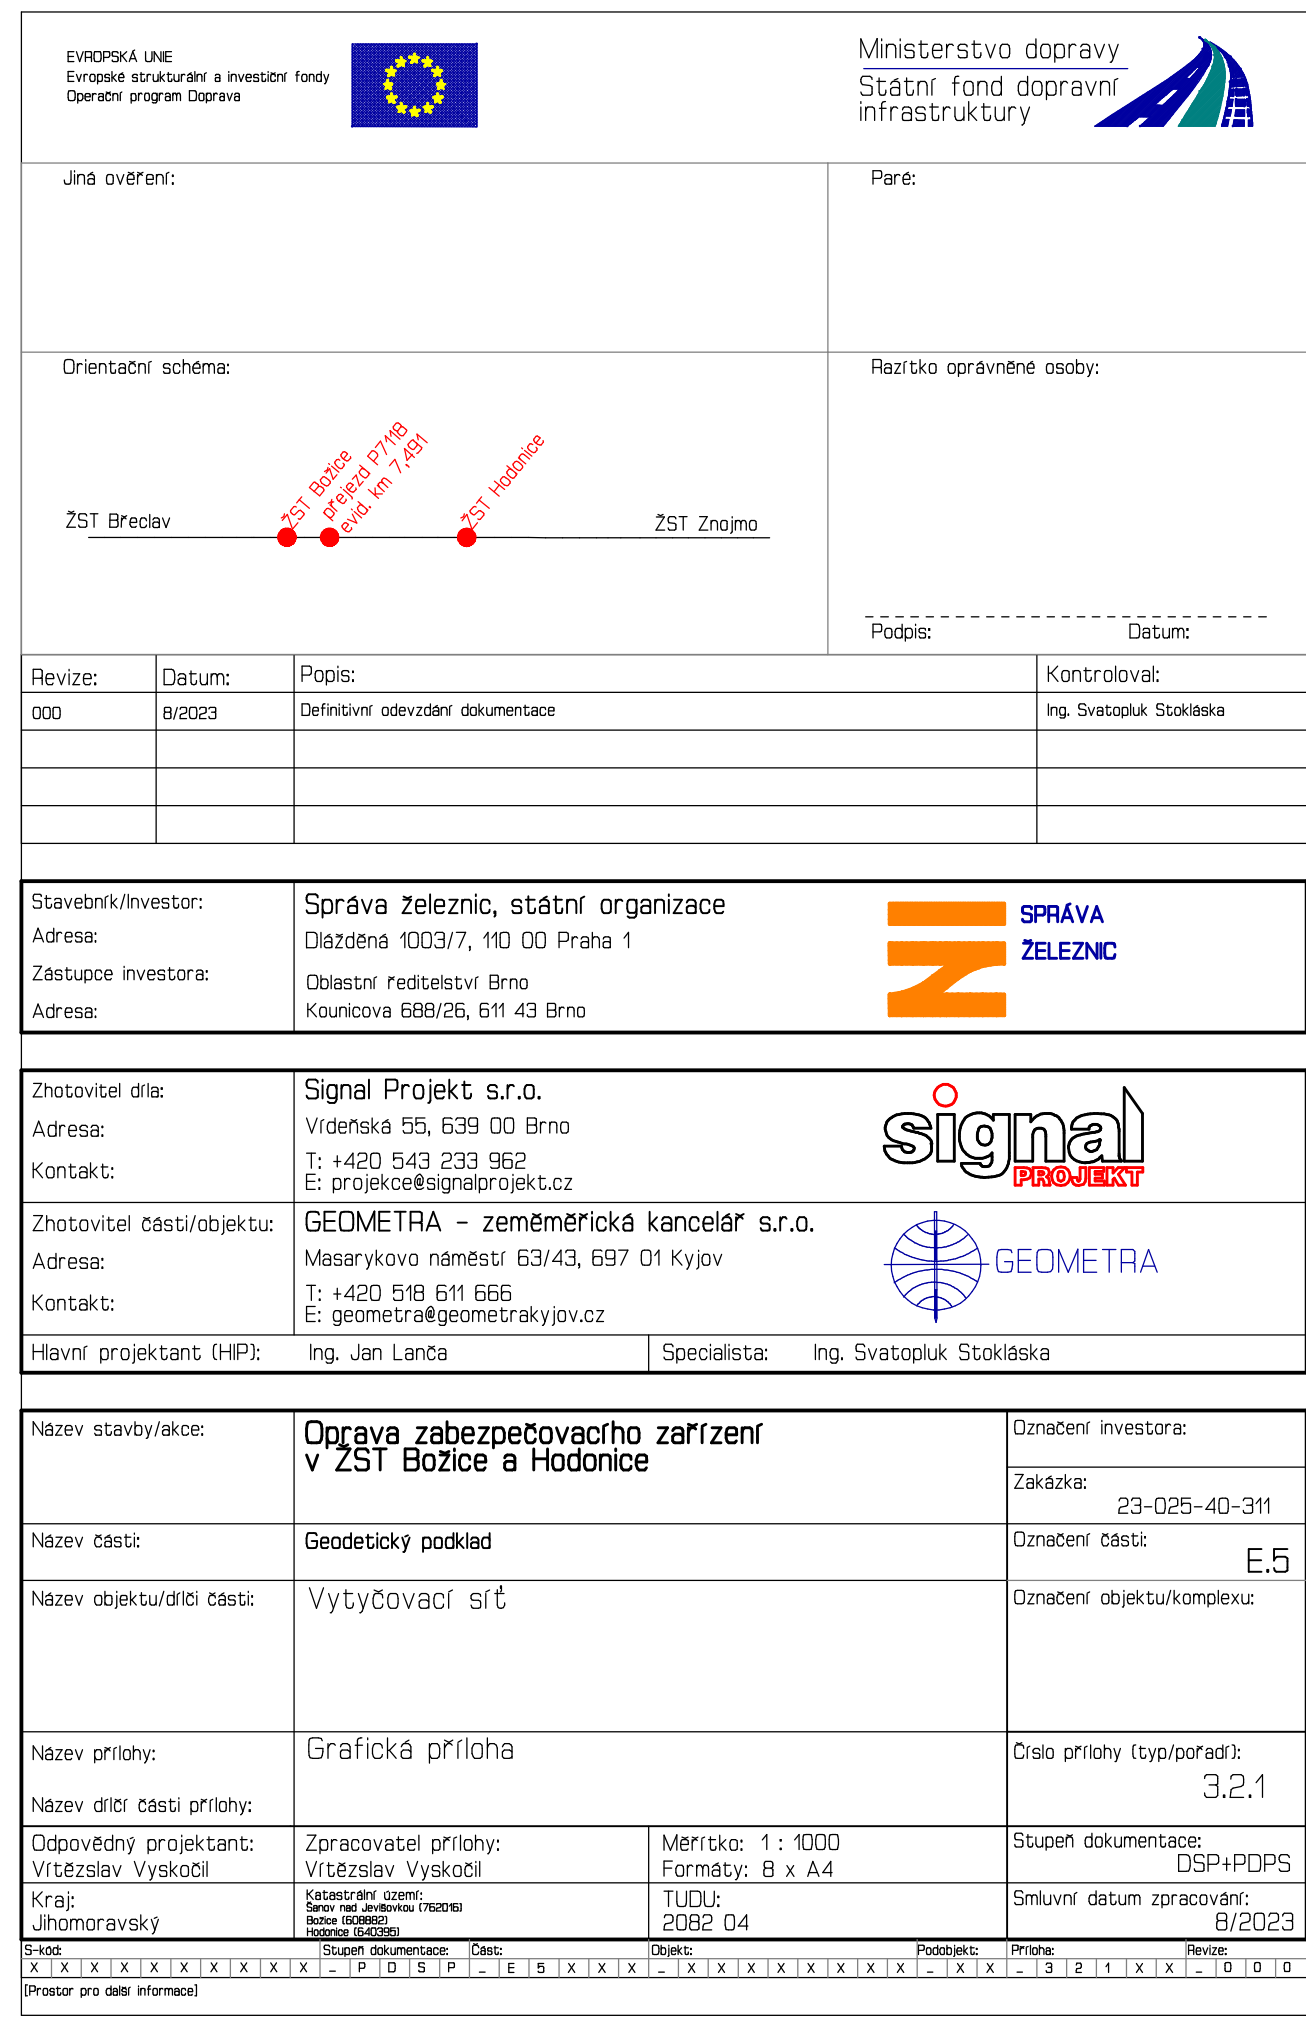 EVROPSKÁ UNIE
Evropské strukturální a investiční fondy
Operační program Doprava
Ministerstvo dopravy
Státní fond dopravní
infrastruktury
Jiná ověření:
Paré:
Orientační schéma:
Razítko oprávněné osoby:
ŽST Břeclav
ŽST Božice
přejezd P7118
evid. km 7,491
ŽST Hodonice
ŽST Znojmo
Podpis: Datum:
Revize: Datum: Popis: Kontroloval:
000 8/2023 Definitivní odevzdání dokumentace Ing. Svatopluk Stokláska
Stavebník/Investor: Správa železnic, státní organizace
Adresa: Dlážděná 1003/7, 110 00 Praha 1
Zástupce investora: Oblastní ředitelství Brno
Adresa: Kounicova 688/26, 611 43 Brno
SPRÁVA
ŽELEZNIC
Zhotovitel díla: Signal Projekt s.r.o.
Adresa: Vídeňská 55, 639 00 Brno
Kontakt: T: +420 543 233 962
E: projekce@signalprojekt.cz
signal
PROJEKT
Zhotovitel části/objektu: GEOMETRA - zeměměřická kancelář s.r.o.
Adresa: Masarykovo náměstí 63/43, 697 01 Kyjov
Kontakt: T: +420 518 611 666
E: geometra@geometrakyjov.cz
GEOMETRA
Hlavní projektant (HIP): Ing. Jan Lanča Specialista: Ing. Svatopluk Stokláska
Název stavby/akce: Oprava zabezpečovacího zařízení
v ŽST Božice a Hodonice
Označení investora:
Zakázka:
23-025-40-311
Název části: Geodetický podklad
Označení části:
E.5
Název objektu/dílči části: Vytyčovací síť
Označení objektu/komplexu:
Název přílohy: Grafická příloha
Název dílčí části přílohy:
Číslo přílohy (typ/pořadí):
3.2.1
Odpovědný projektant: Zpracovatel přílohy: Měřítko: 1 : 1000
Vítězslav Vyskočil Vítězslav Vyskočil Formáty: 8 x A4
Stupeň dokumentace:
DSP+PDPS
Kraj:
Jihomoravský
Katastrální území:
Šanov nad Jevišovkou (762016)
Božice (608882)
Hodonice (640395)
TUDU:
2082 04
Smluvní datum zpracování:
8/2023
S-kód: Stupeň dokumentace: Část: Objekt: Podobjekt: Příloha: Revize:
X X X X X X X X X X _ P D S P _ E 5 X X X _ X X X X X X X X _ X X _ 3 2 1 X X _ 0 0 0
[Prostor pro další informace]